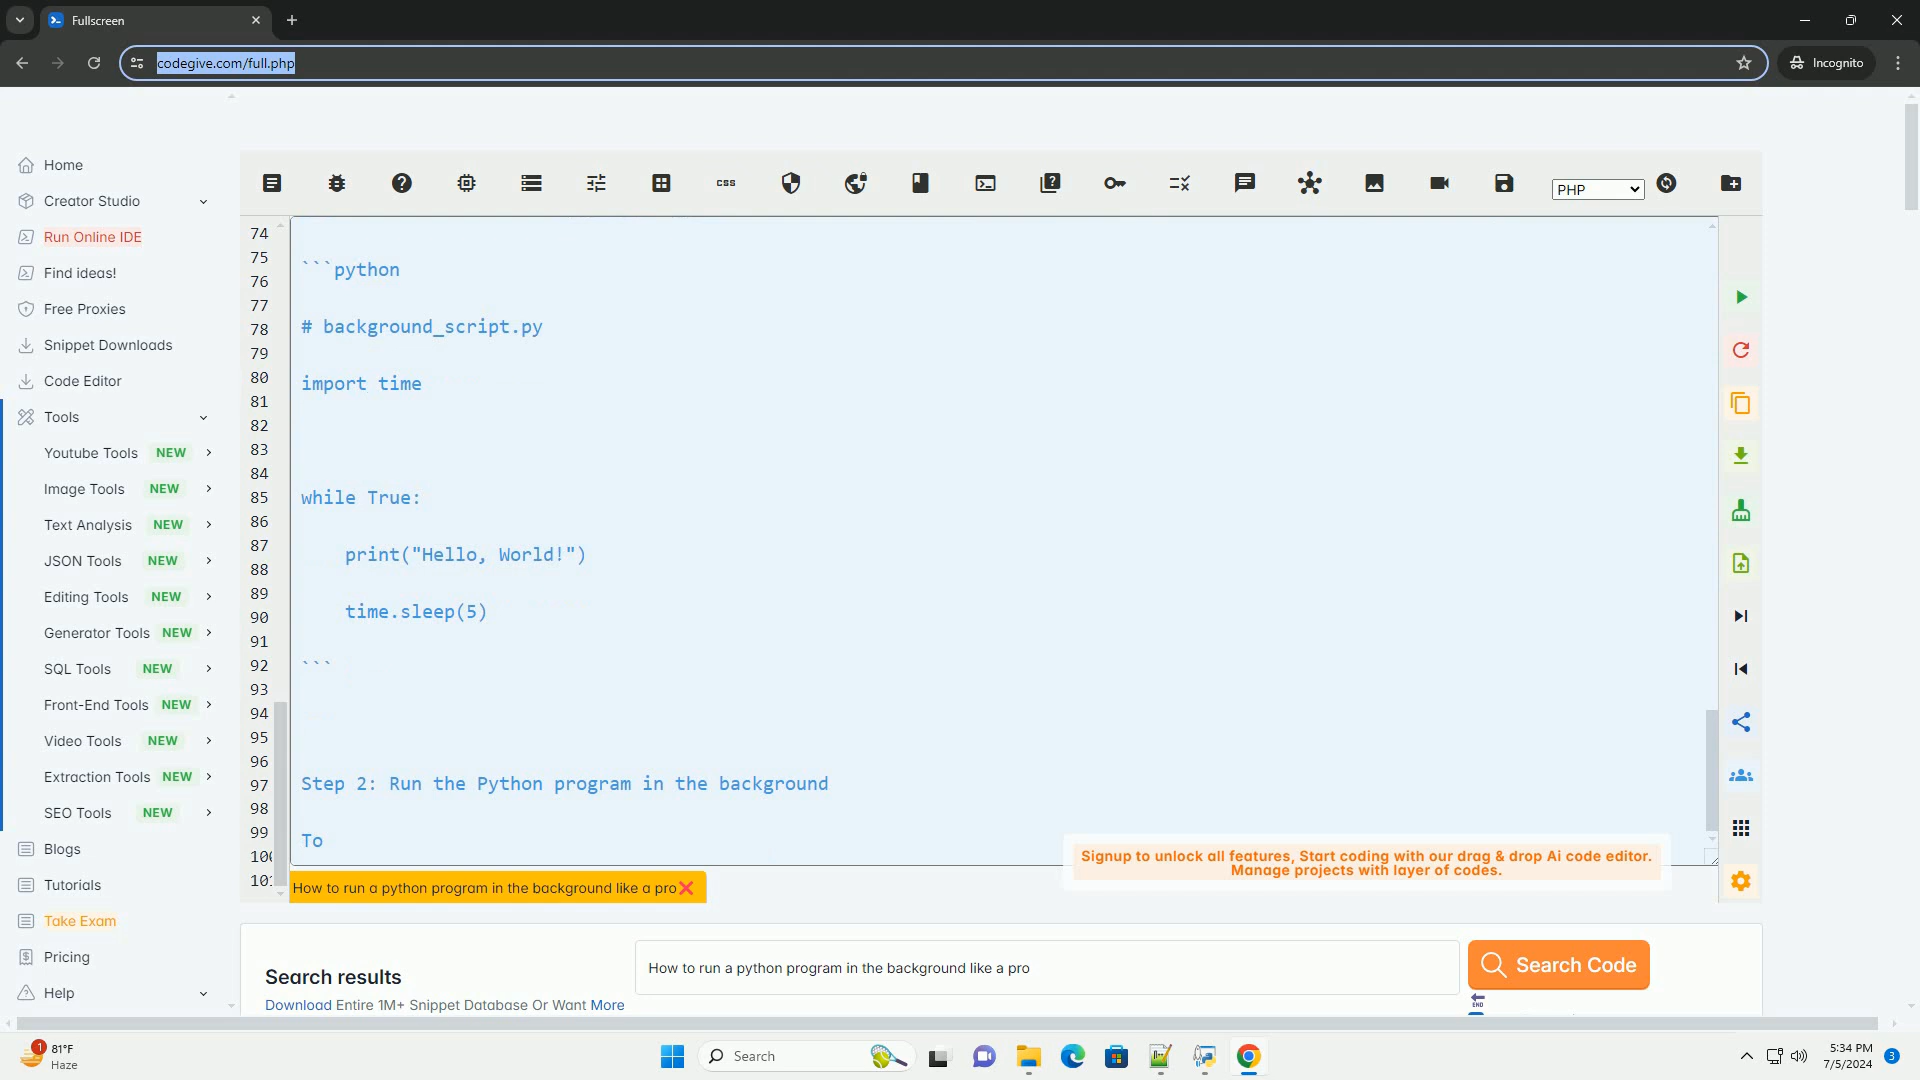 Fullscreen
codegive.com/full.php
Incognito
Home
Creator Studio
Run Online IDE
Find ideas!
Free Proxies
Snippet Downloads
Code Editor
Tools
Youtube Tools NEW
Image Tools NEW
Text Analysis NEW
JSON Tools NEW
Editing Tools NEW
Generator Tools NEW
SQL Tools NEW
Front-End Tools NEW
Video Tools NEW
Extraction Tools NEW
SEO Tools NEW
Blogs
Tutorials
Take Exam
Pricing
Help
CSS
PHP
74
75
76
77
78
79
80
81
82
83
84
85
86
87
88
89
90
91
92
93
94
95
96
97
98
99
```python
# background_script.py
import time
while True:
print("Hello, World!")
time.sleep(5)
```
Step 2: Run the Python program in the background
To
Signup to unlock all features, Start coding with our drag & drop Ai code editor.
Manage projects with layer of codes.
How to run a python program in the background like a pro
Search results
Download Entire 1M+ Snippet Database Or Want More
How to run a python program in the background like a pro
Search Code
END
1
81°F
Haze
Search
5:34 PM
7/5/2024
3